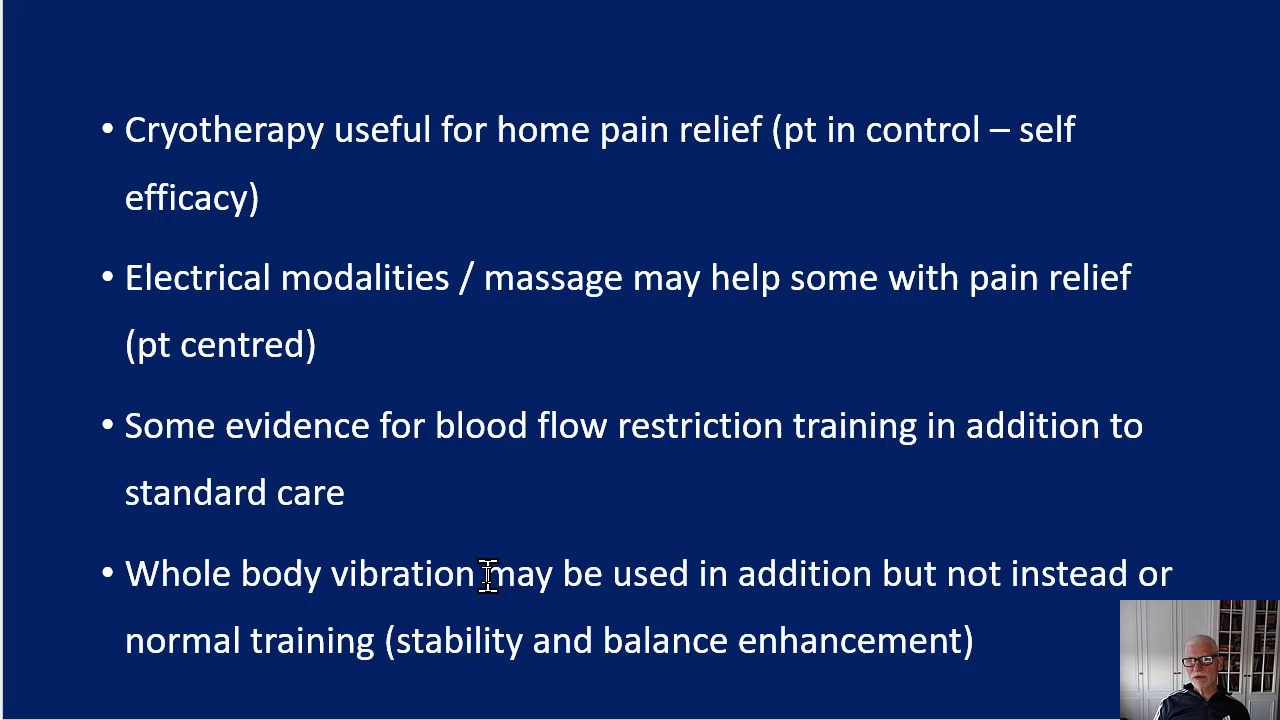 • Cryotherapy useful for home pain relief (pt in control – self
efficacy)
• Electrical modalities / massage may help some with pain relief
(pt centred)
• Some evidence for blood flow restriction training in addition to
standard care
• Whole body vibration may be used in addition but not instead or
normal training (stability and balance enhancement)